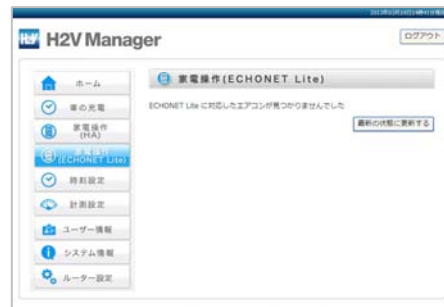 H2V
H2V Manager
ログアウト
ホーム
車の充電
家電操作
(HA)
家電操作
(ECHONET Lite)
時刻設定
計測設定
ユーザー情報
システム情報
ルーター設定
家電操作(ECHONET Lite)
ECHONET Lite に対応したエアコンが見つかりませんでした
最新の状態に更新する